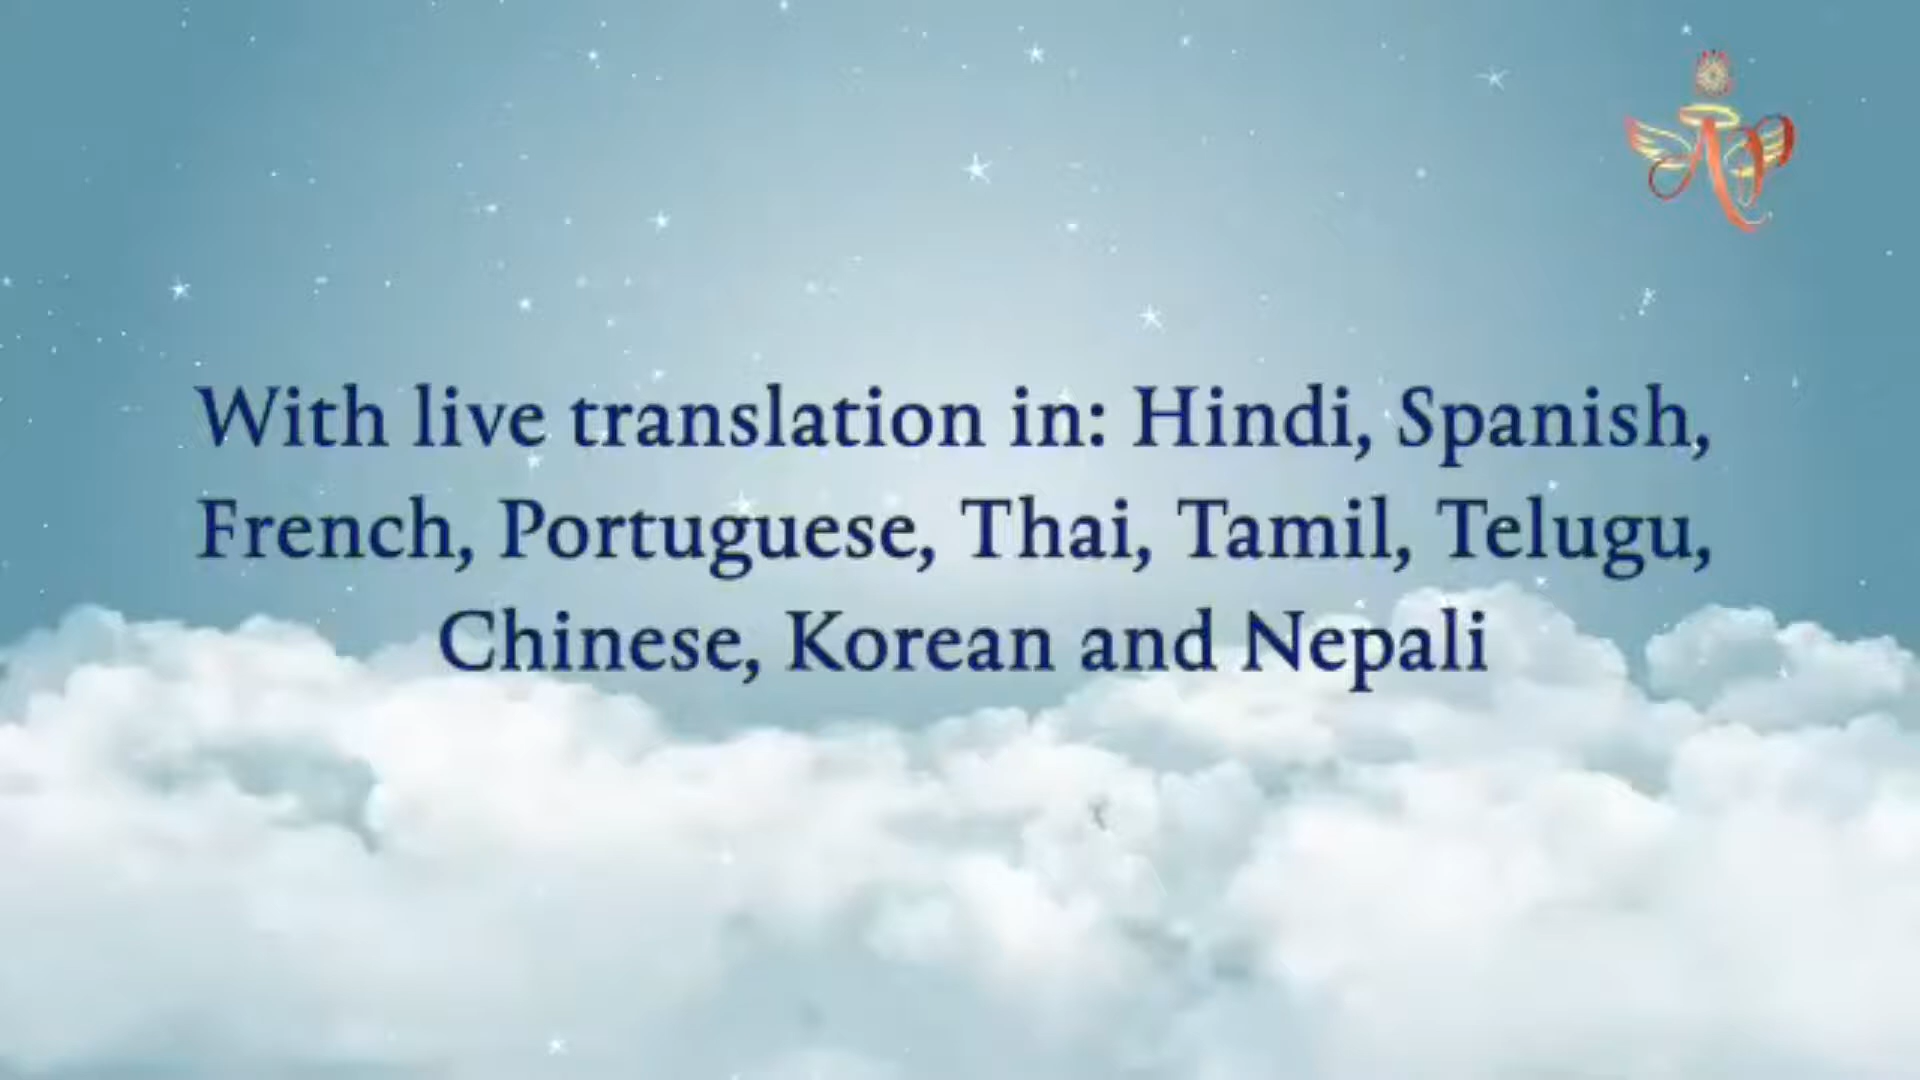 With live translation in: Hindi, Spanish,
French, Portuguese, Thai, Tamil, Telugu,
Chinese, Korean and Nepali